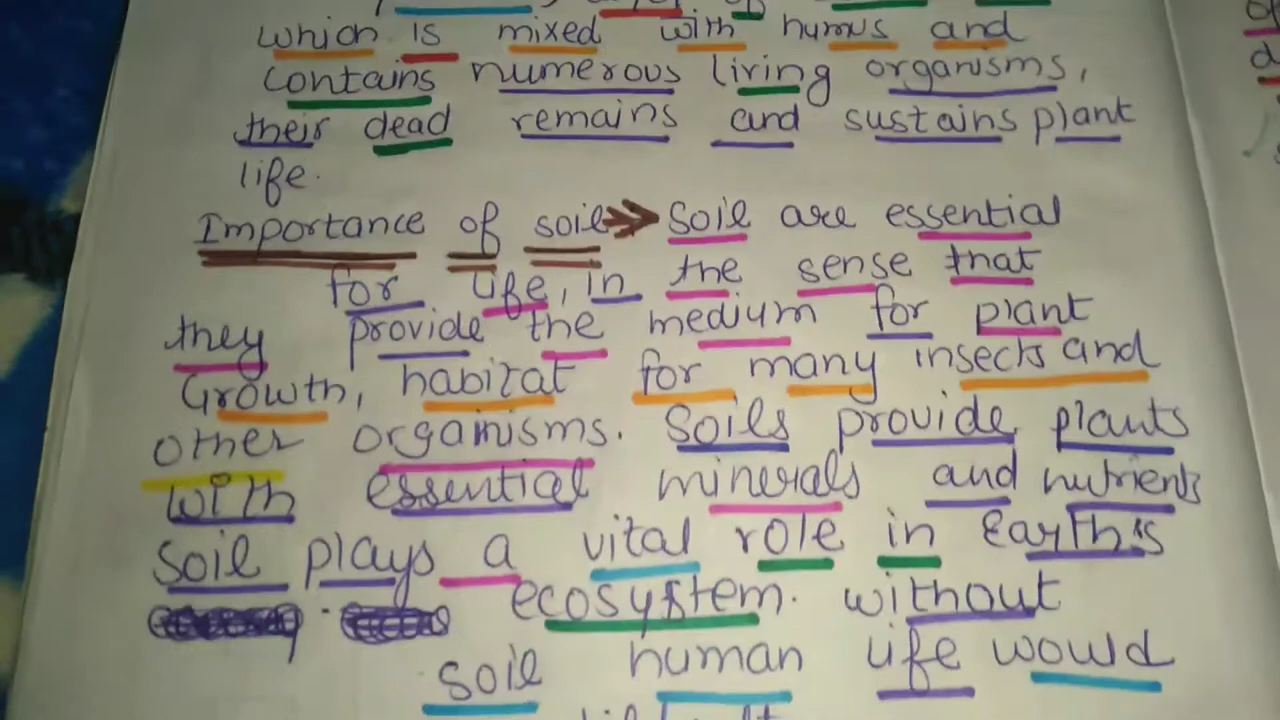 which is mixed with humus and
contains numerous living organisms,
their dead remains and sustains plant
life.
Importance of soil >> Soil are essential
for life, in the sense that
they provide the medium for plant
Growth, habitat for many insects and
other organisms. Soils provide plants
with essential minerals and nutrients
Soil plays a vital role in Earth's
ecosystem. without
soil human life would